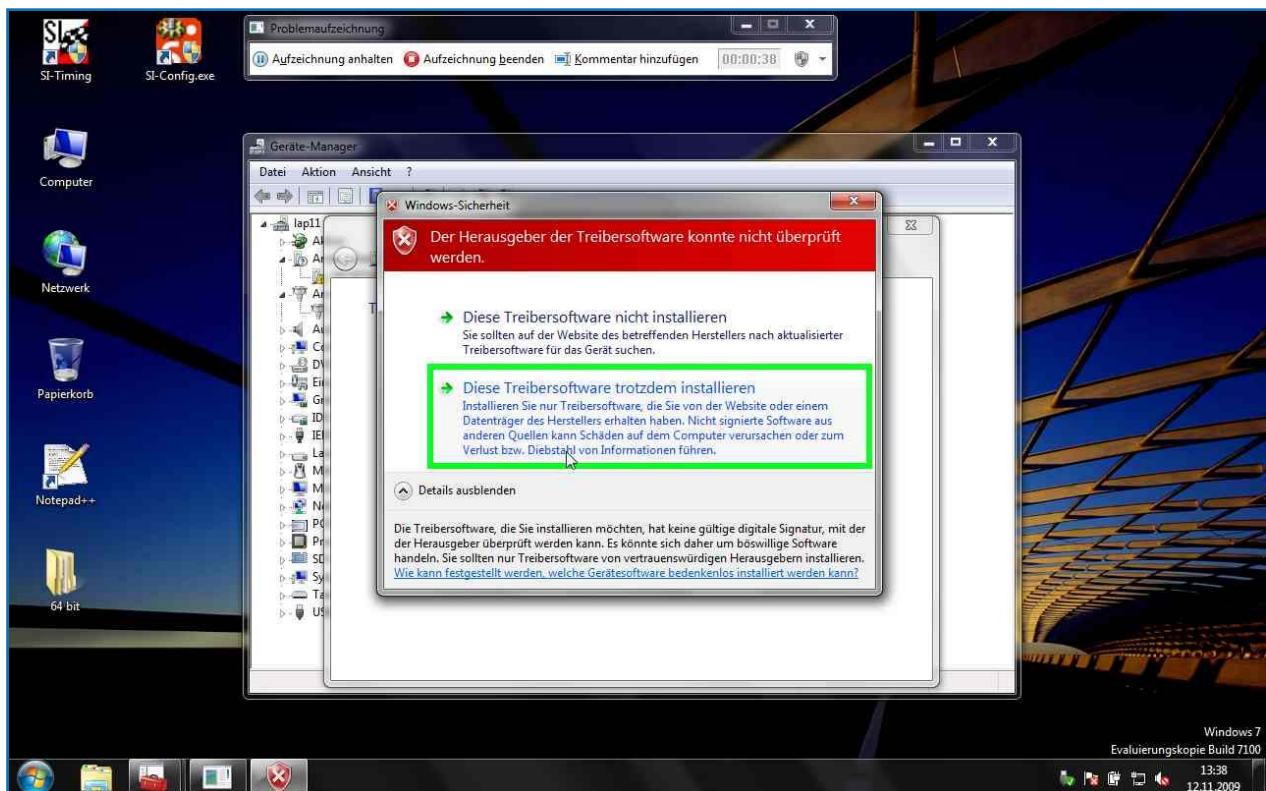 SI-Timing
SI-Config.exe
Problemaufzeichnung
Aufzeichnung anhalten Aufzeichnung beenden Kommentar hinzufügen 00:00:38
Computer
Netzwerk
Papierkorb
Notepad++
64 bit
Geräte-Manager
Datei Aktion Ansicht ?
lap11
Windows-Sicherheit
Der Herausgeber der Treibersoftware konnte nicht überprüft
werden.
Diese Treibersoftware nicht installieren
Sie sollten auf der Website des betreffenden Herstellers nach aktualisierter
Treibersoftware für das Gerät suchen.
Diese Treibersoftware trotzdem installieren
Installieren Sie nur Treibersoftware, die Sie von der Website oder einem
Datenträger des Herstellers erhalten haben. Nicht signierte Software aus
anderen Quellen kann Schäden auf dem Computer verursachen oder zum
Verlust bzw. Diebstahl von Informationen führen.
Details ausblenden
Die Treibersoftware, die Sie installieren möchten, hat keine gültige digitale Signatur, mit der
der Herausgeber überprüft werden kann. Es könnte sich daher um böswillige Software
handeln. Sie sollten nur Treibersoftware von vertrauenswürdigen Herausgebern installieren.
Wie kann festgestellt werden, welche Gerätesoftware bedenkenlos installiert werden kann?
Windows 7
Evaluierungskopie Build 7100
13:38
12.11.2009